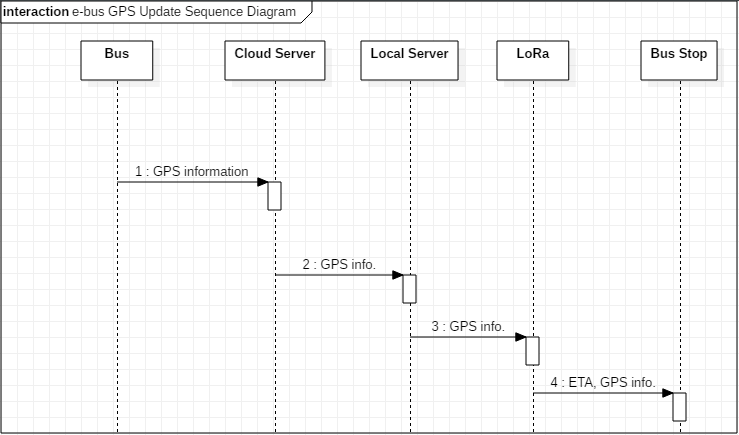 interaction e-bus GPS Update Sequence Diagram
Bus
Cloud Server
Local Server
LoRa
Bus Stop
1 : GPS information
2 : GPS info.
3 : GPS info.
4 : ETA, GPS info.